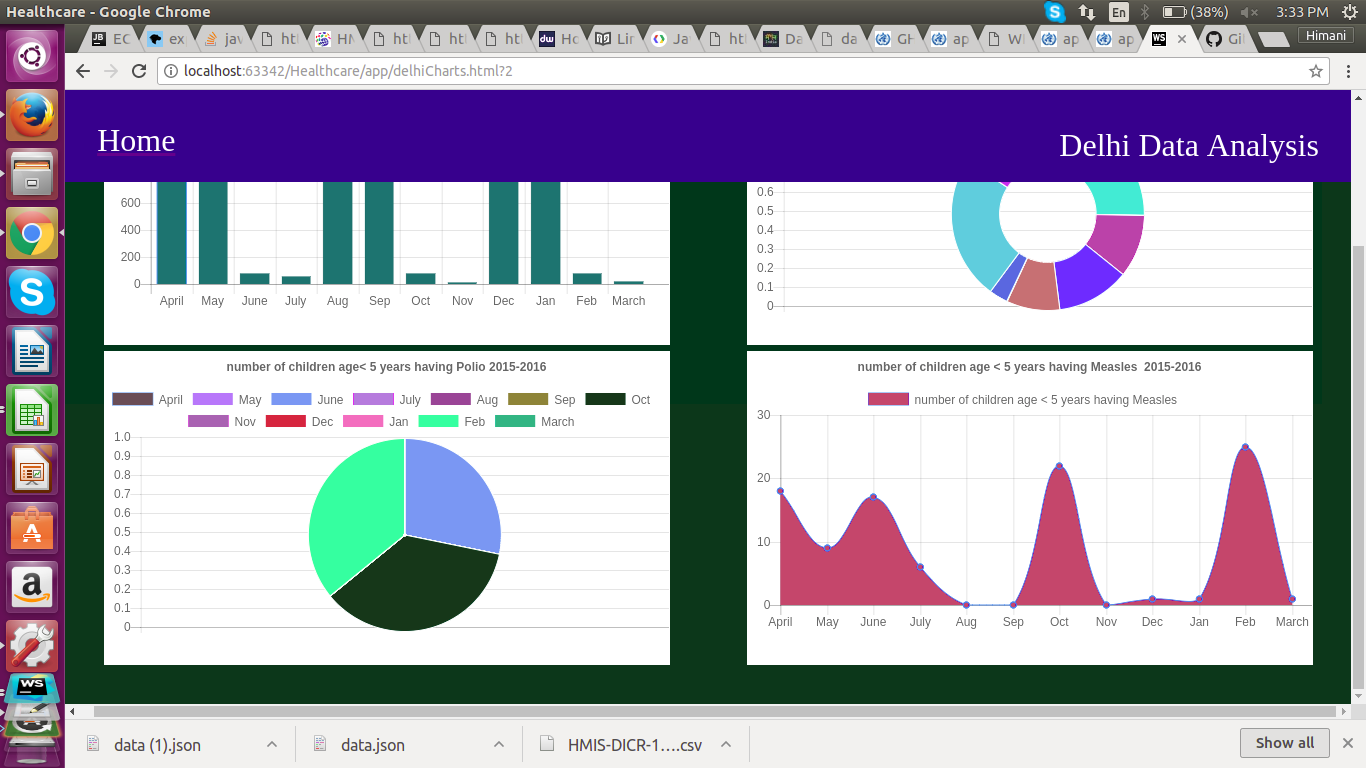 Healthcare - Google Chrome
En
(38%)
3:33 PM
EC
ex
jav
htt
HN
htt
htt
htt
Ho
Lin
Ja
htt
Da
da
GH
ap
WI
ap
ap
Gi
Himani
localhost:63342/Healthcare/app/delhiCharts.html?2
Home
Delhi Data Analysis
600
400
200
0
April May June July Aug Sep Oct Nov Dec Jan Feb March
0.6
0.5
0.4
0.3
0.2
0.1
0
number of children age< 5 years having Polio 2015-2016
April May June July Aug Sep Oct
Nov Dec Jan Feb March
1.0
0.9
0.8
0.7
0.6
0.5
0.4
0.3
0.2
0.1
0
number of children age < 5 years having Measles 2015-2016
number of children age < 5 years having Measles
30
20
10
0
April May June July Aug Sep Oct Nov Dec Jan Feb March
data (1).json
data.json
HMIS-DICR-1....csv
Show all